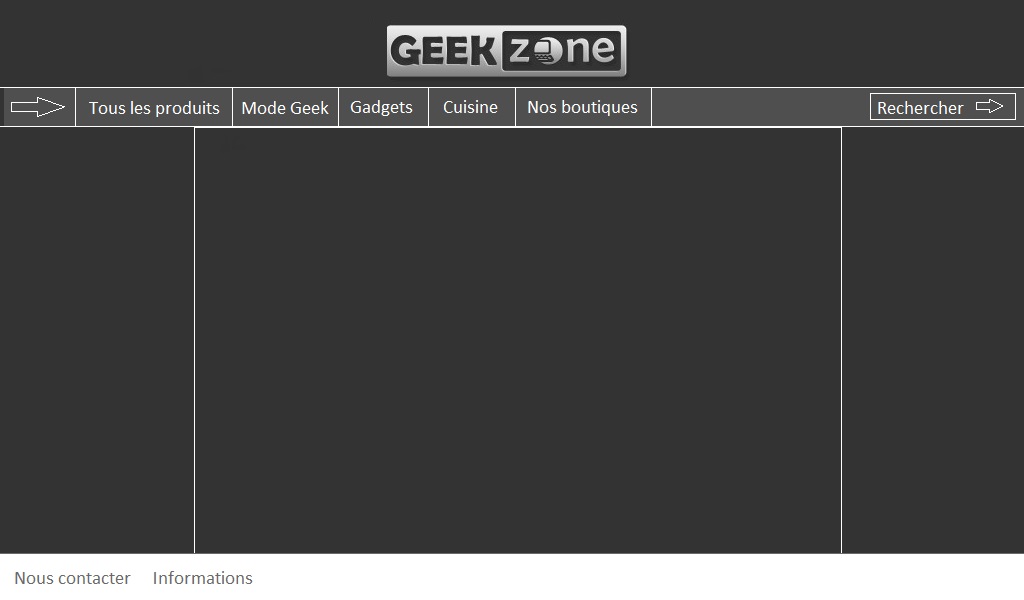 GEEK zone
Tous les produits Mode Geek Gadgets Cuisine Nos boutiques Rechercher
Nous contacter Informations